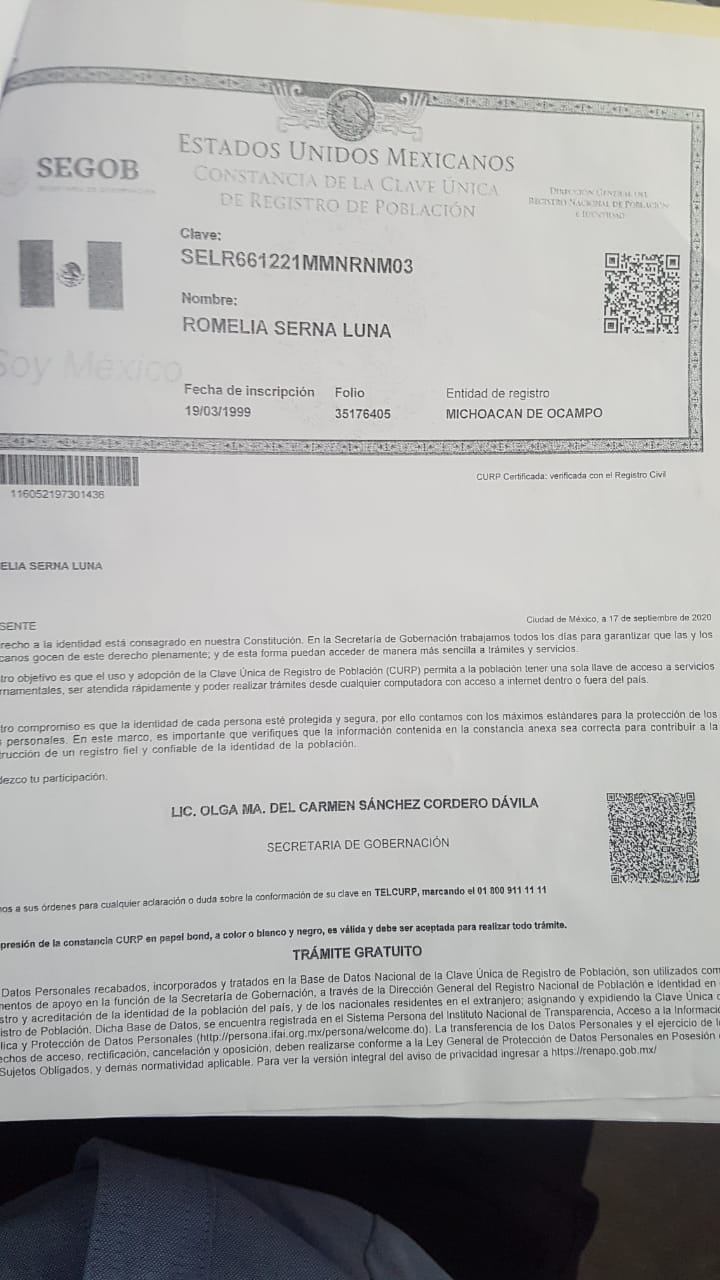 ESTADOS UNIDOS MEXICANOS
SEGOB
CONSTANCIA DE LA CLAVE ÚNICA
DE REGISTRO DE POBLACIÓN
DIRECCIÓN GENERAL DEL
REGISTRO NACIONAL DE POBLACIÓN
E IDENTIDAD
Clave:
SELR661221MMNRNM03
Nombre:
ROMELIA SERNA LUNA
Soy México
Fecha de inscripción Folio Entidad de registro
19/03/1999 35176405 MICHOACAN DE OCAMPO
116052197301436
CURP Certificada: verificada con el Registro Civil
ELIA SERNA LUNA
Ciudad de México, a 17 de septiembre de 2020
SENTE
recho a la identidad está consagrado en nuestra Constitución. En la Secretaría de Gobernación trabajamos todos los días para garantizar que las y los
canos gocen de este derecho plenamente; y de esta forma puedan acceder de manera más sencilla a trámites y servicios.
tro objetivo es que el uso y adopción de la Clave Única de Registro de Población (CURP) permita a la población tener una sola llave de acceso a servicios
rnamentales, ser atendida rápidamente y poder realizar trámites desde cualquier computadora con acceso a internet dentro o fuera del país.
tro compromiso es que la identidad de cada persona esté protegida y segura, por ello contamos con los máximos estándares para la protección de los
s personales. En este marco, es importante que verifiques que la información contenida en la constancia anexa sea correcta para contribuir a la
trucción de un registro fiel y confiable de la identidad de la población.
dezco tu participación.
LIC. OLGA MA. DEL CARMEN SÁNCHEZ CORDERO DÁVILA
SECRETARIA DE GOBERNACIÓN
nos a sus órdenes para cualquier aclaración o duda sobre la conformación de su clave en TELCURP, marcando el 01 800 911 11 11
presión de la constancia CURP en papel bond, a color o blanco y negro, es válida y debe ser aceptada para realizar todo trámite.
TRÁMITE GRATUITO
Datos Personales recabados, incorporados y tratados en la Base de Datos Nacional de la Clave Única de Registro de Población, son utilizados com
mentos de apoyo en la función de la Secretaría de Gobernación, a través de la Dirección General del Registro Nacional de Población e Identidad en
stro y acreditación de la identidad de la población del país, y de los nacionales residentes en el extranjero; asignando y expidiendo la Clave Única
istro de Población. Dicha Base de Datos, se encuentra registrada en el Sistema Persona del Instituto Nacional de Transparencia, Acceso a la Informació
lica y Protección de Datos Personales (http://persona.ifai.org.mx/persona/welcome.do). La transferencia de los Datos Personales y el ejercicio de lo
echos de acceso, rectificación, cancelación y oposición, deben realizarse conforme a la Ley General de Protección de Datos Personales en Posesión
Sujetos Obligados, y demás normatividad aplicable. Para ver la versión integral del aviso de privacidad ingresar a https://renapo.gob.mx/